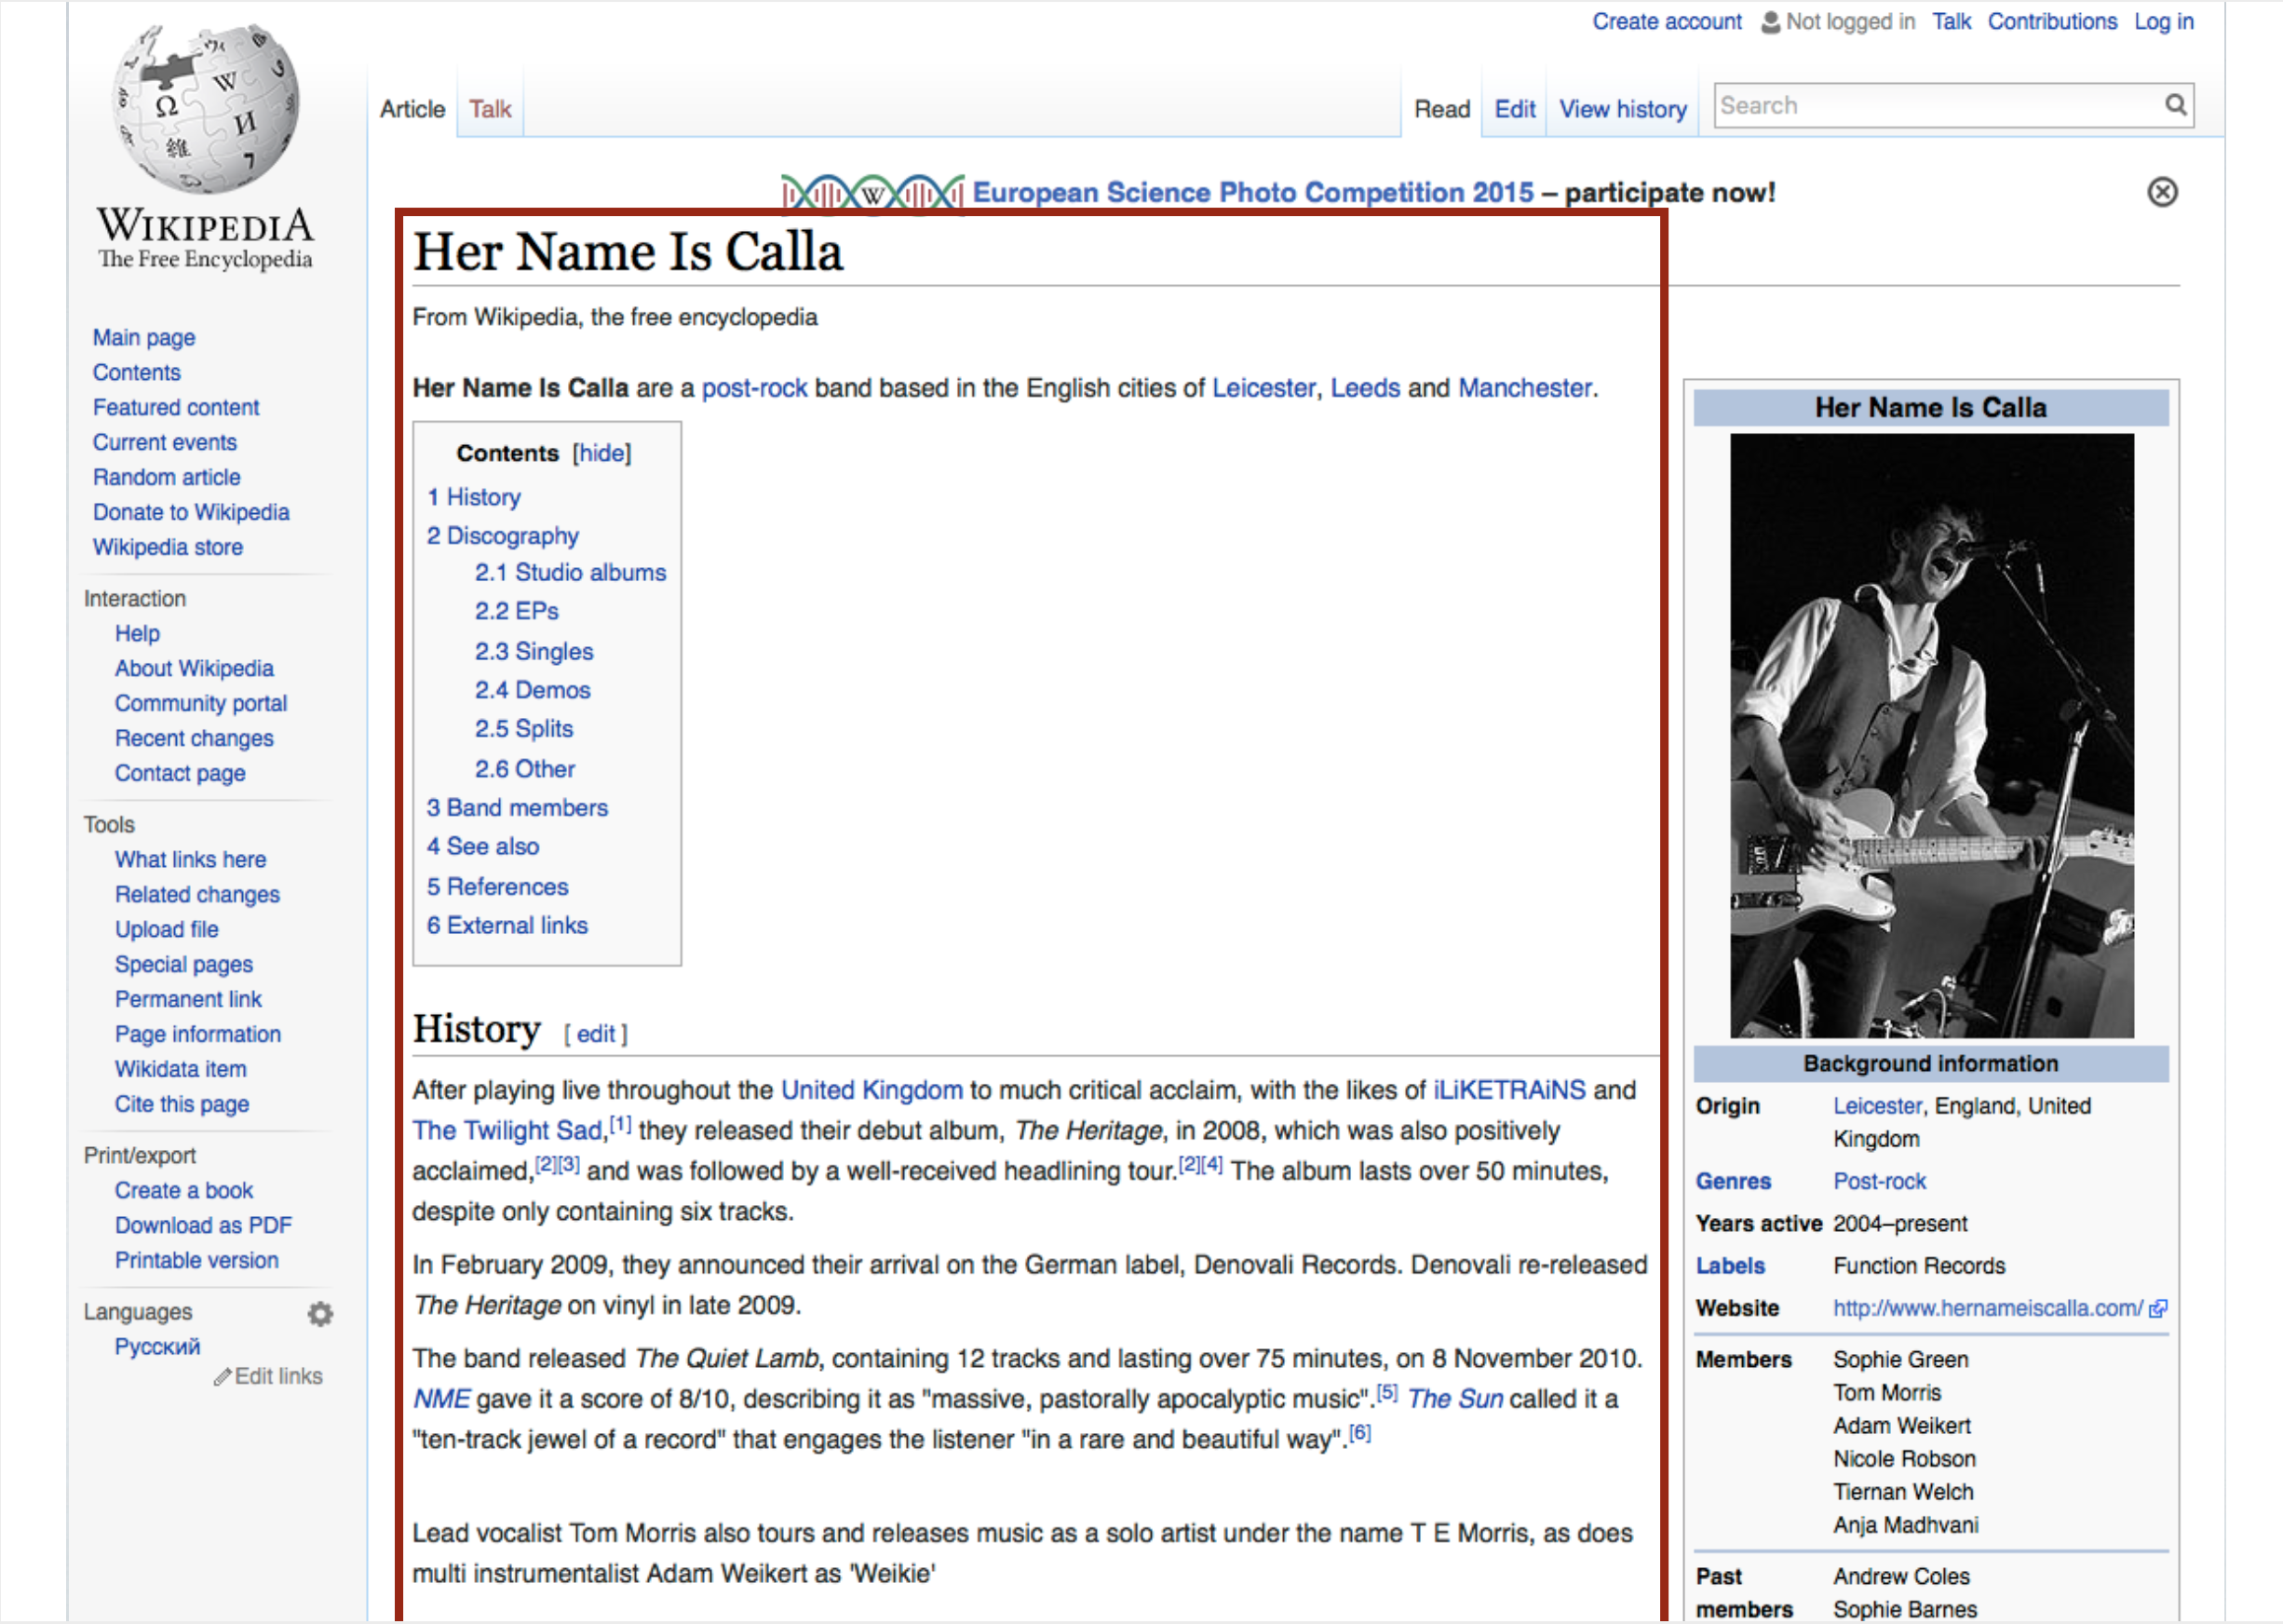 Create account Not logged in Talk Contributions Log in
Article Talk Read Edit View history Search
European Science Photo Competition 2015 – participate now!
WIKIPEDIA
The Free Encyclopedia
Main page
Contents
Featured content
Current events
Random article
Donate to Wikipedia
Wikipedia store
Interaction
Help
About Wikipedia
Community portal
Recent changes
Contact page
Tools
What links here
Related changes
Upload file
Special pages
Permanent link
Page information
Wikidata item
Cite this page
Print/export
Create a book
Download as PDF
Printable version
Languages
Русский
Edit links
Her Name Is Calla
From Wikipedia, the free encyclopedia
Her Name Is Calla are a post-rock band based in the English cities of Leicester, Leeds and Manchester.
Contents [hide]
1 History
2 Discography
2.1 Studio albums
2.2 EPs
2.3 Singles
2.4 Demos
2.5 Splits
2.6 Other
3 Band members
4 See also
5 References
6 External links
History [ edit ]
After playing live throughout the United Kingdom to much critical acclaim, with the likes of iLiKETRAiNS and
The Twilight Sad,[1] they released their debut album, The Heritage, in 2008, which was also positively
acclaimed,[2][3] and was followed by a well-received headlining tour.[2][4] The album lasts over 50 minutes,
despite only containing six tracks.
In February 2009, they announced their arrival on the German label, Denovali Records. Denovali re-released
The Heritage on vinyl in late 2009.
The band released The Quiet Lamb, containing 12 tracks and lasting over 75 minutes, on 8 November 2010.
NME gave it a score of 8/10, describing it as "massive, pastorally apocalyptic music".[5] The Sun called it a
"ten-track jewel of a record" that engages the listener "in a rare and beautiful way".[6]
Lead vocalist Tom Morris also tours and releases music as a solo artist under the name T E Morris, as does
multi instrumentalist Adam Weikert as 'Weikie'
Her Name Is Calla
Background information
Origin Leicester, England, United
Kingdom
Genres Post-rock
Years active 2004–present
Labels Function Records
Website http://www.hernameiscalla.com/
Members Sophie Green
Tom Morris
Adam Weikert
Nicole Robson
Tiernan Welch
Anja Madhvani
Past Andrew Coles
members Sophie Barnes